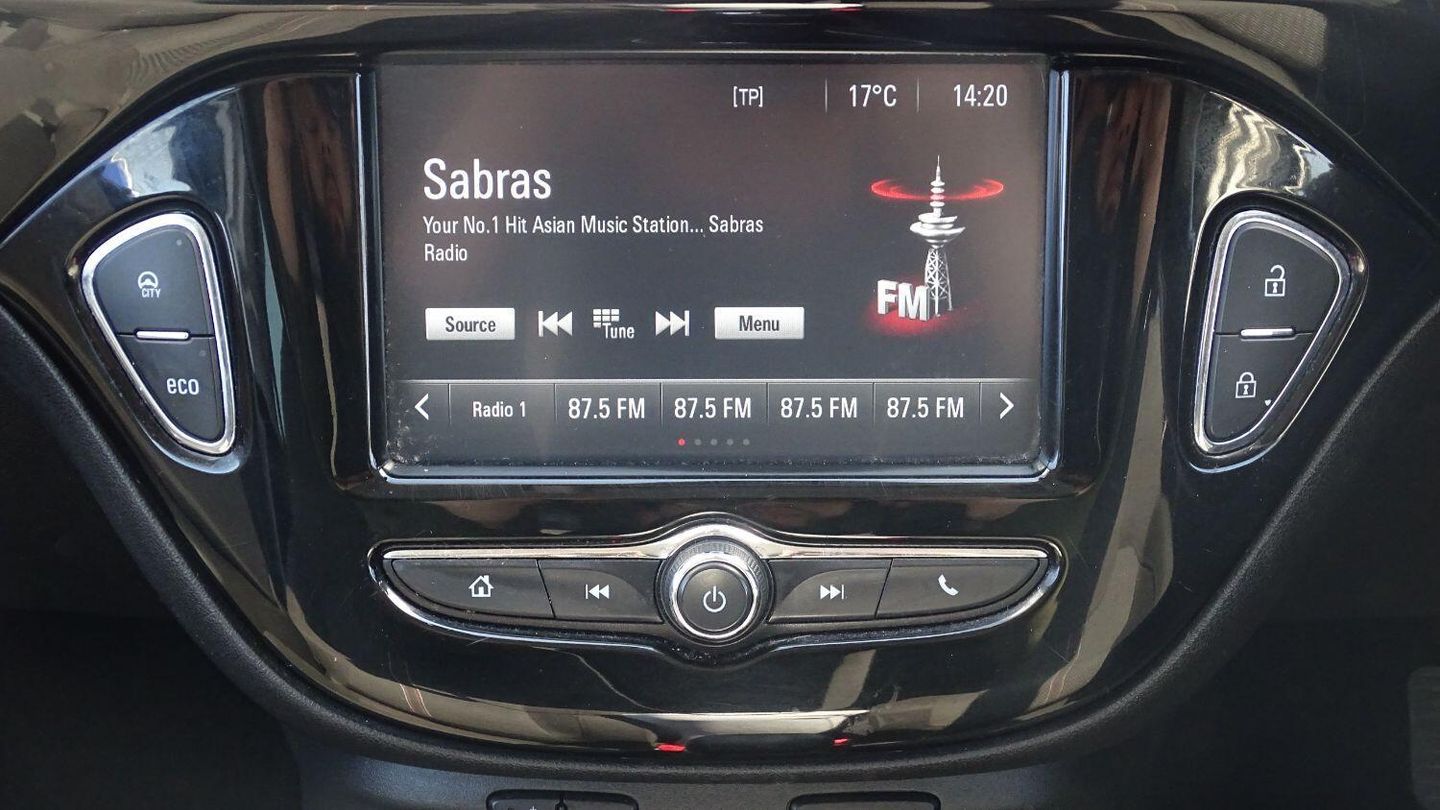 [TP] 17°C 14:20
Sabras
Your No.1 Hit Asian Music Station... Sabras
Radio
FM
Source Tune Menu
Radio 1 87.5 FM 87.5 FM 87.5 FM 87.5 FM
CITY
eco